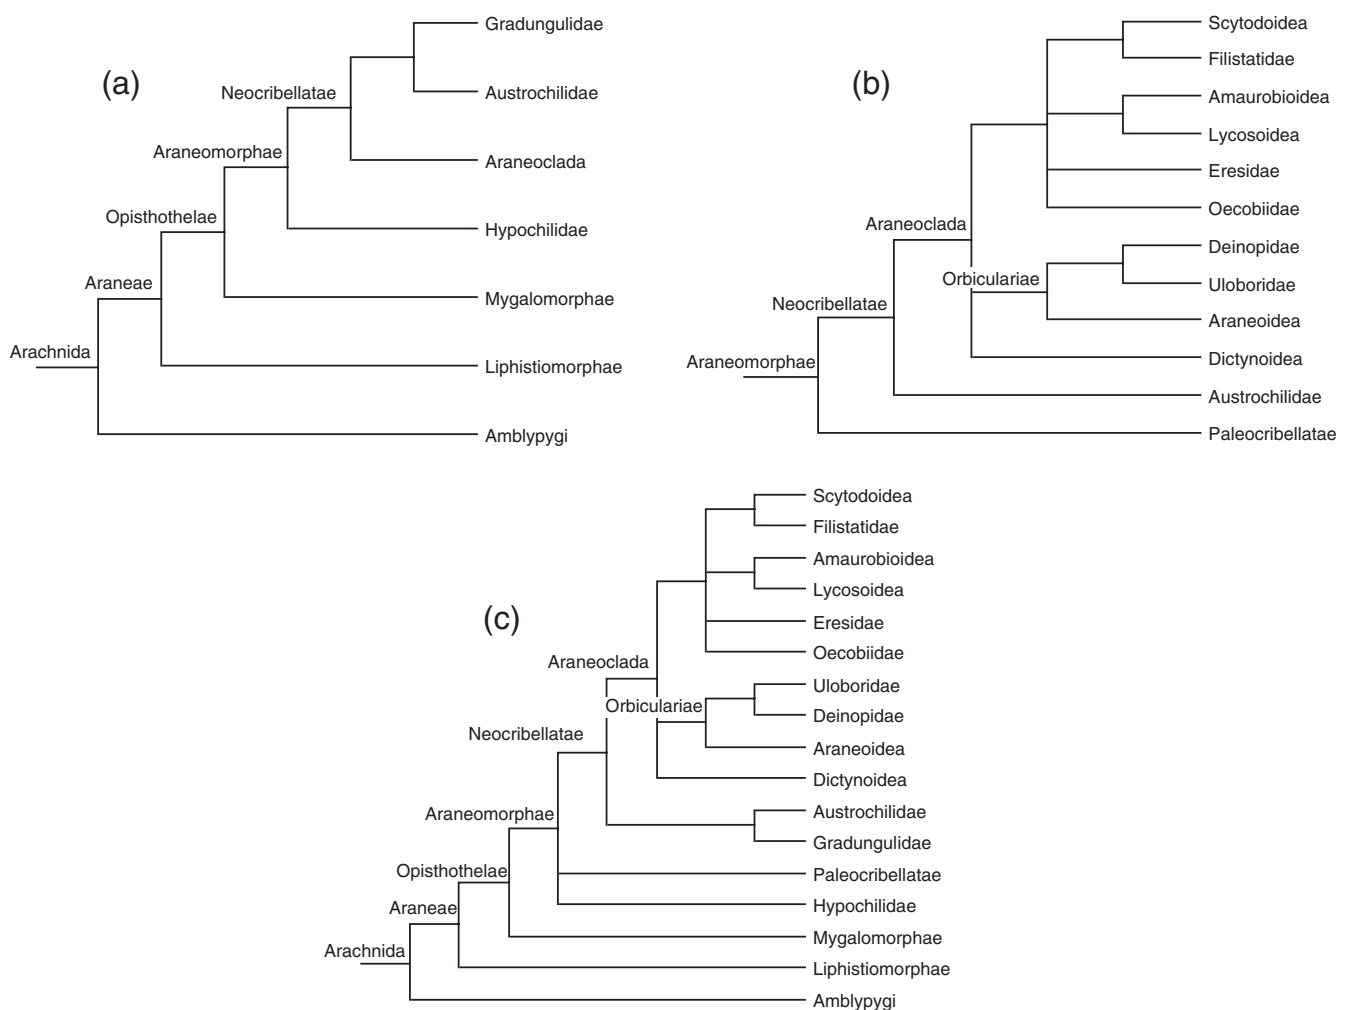 (a)
Gradungulidae
Austrochilidae
Neocribellatae
Araneomorphae
Araneoclada
Opisthothelae
Hypochilidae
Araneae
Mygalomorphae
Arachnida
Liphistiomorphae
Amblypygi
(b)
Scytodoidea
Filistatidae
Amaurobioidea
Lycosoidea
Eresidae
Oecobiidae
Araneoclada
Deinopidae
Orbiculariae
Uloboridae
Neocribellatae
Araneoidea
Araneomorphae
Dictynoidea
Austrochilidae
Paleocribellatae
(c)
Scytodoidea
Filistatidae
Amaurobioidea
Lycosoidea
Eresidae
Oecobiidae
Araneoclada
Uloboridae
Orbiculariae
Deinopidae
Neocribellatae
Araneoidea
Dictynoidea
Araneomorphae
Austrochilidae
Gradungulidae
Opisthothelae
Paleocribellatae
Araneae
Hypochilidae
Mygalomorphae
Arachnida
Liphistiomorphae
Amblypygi